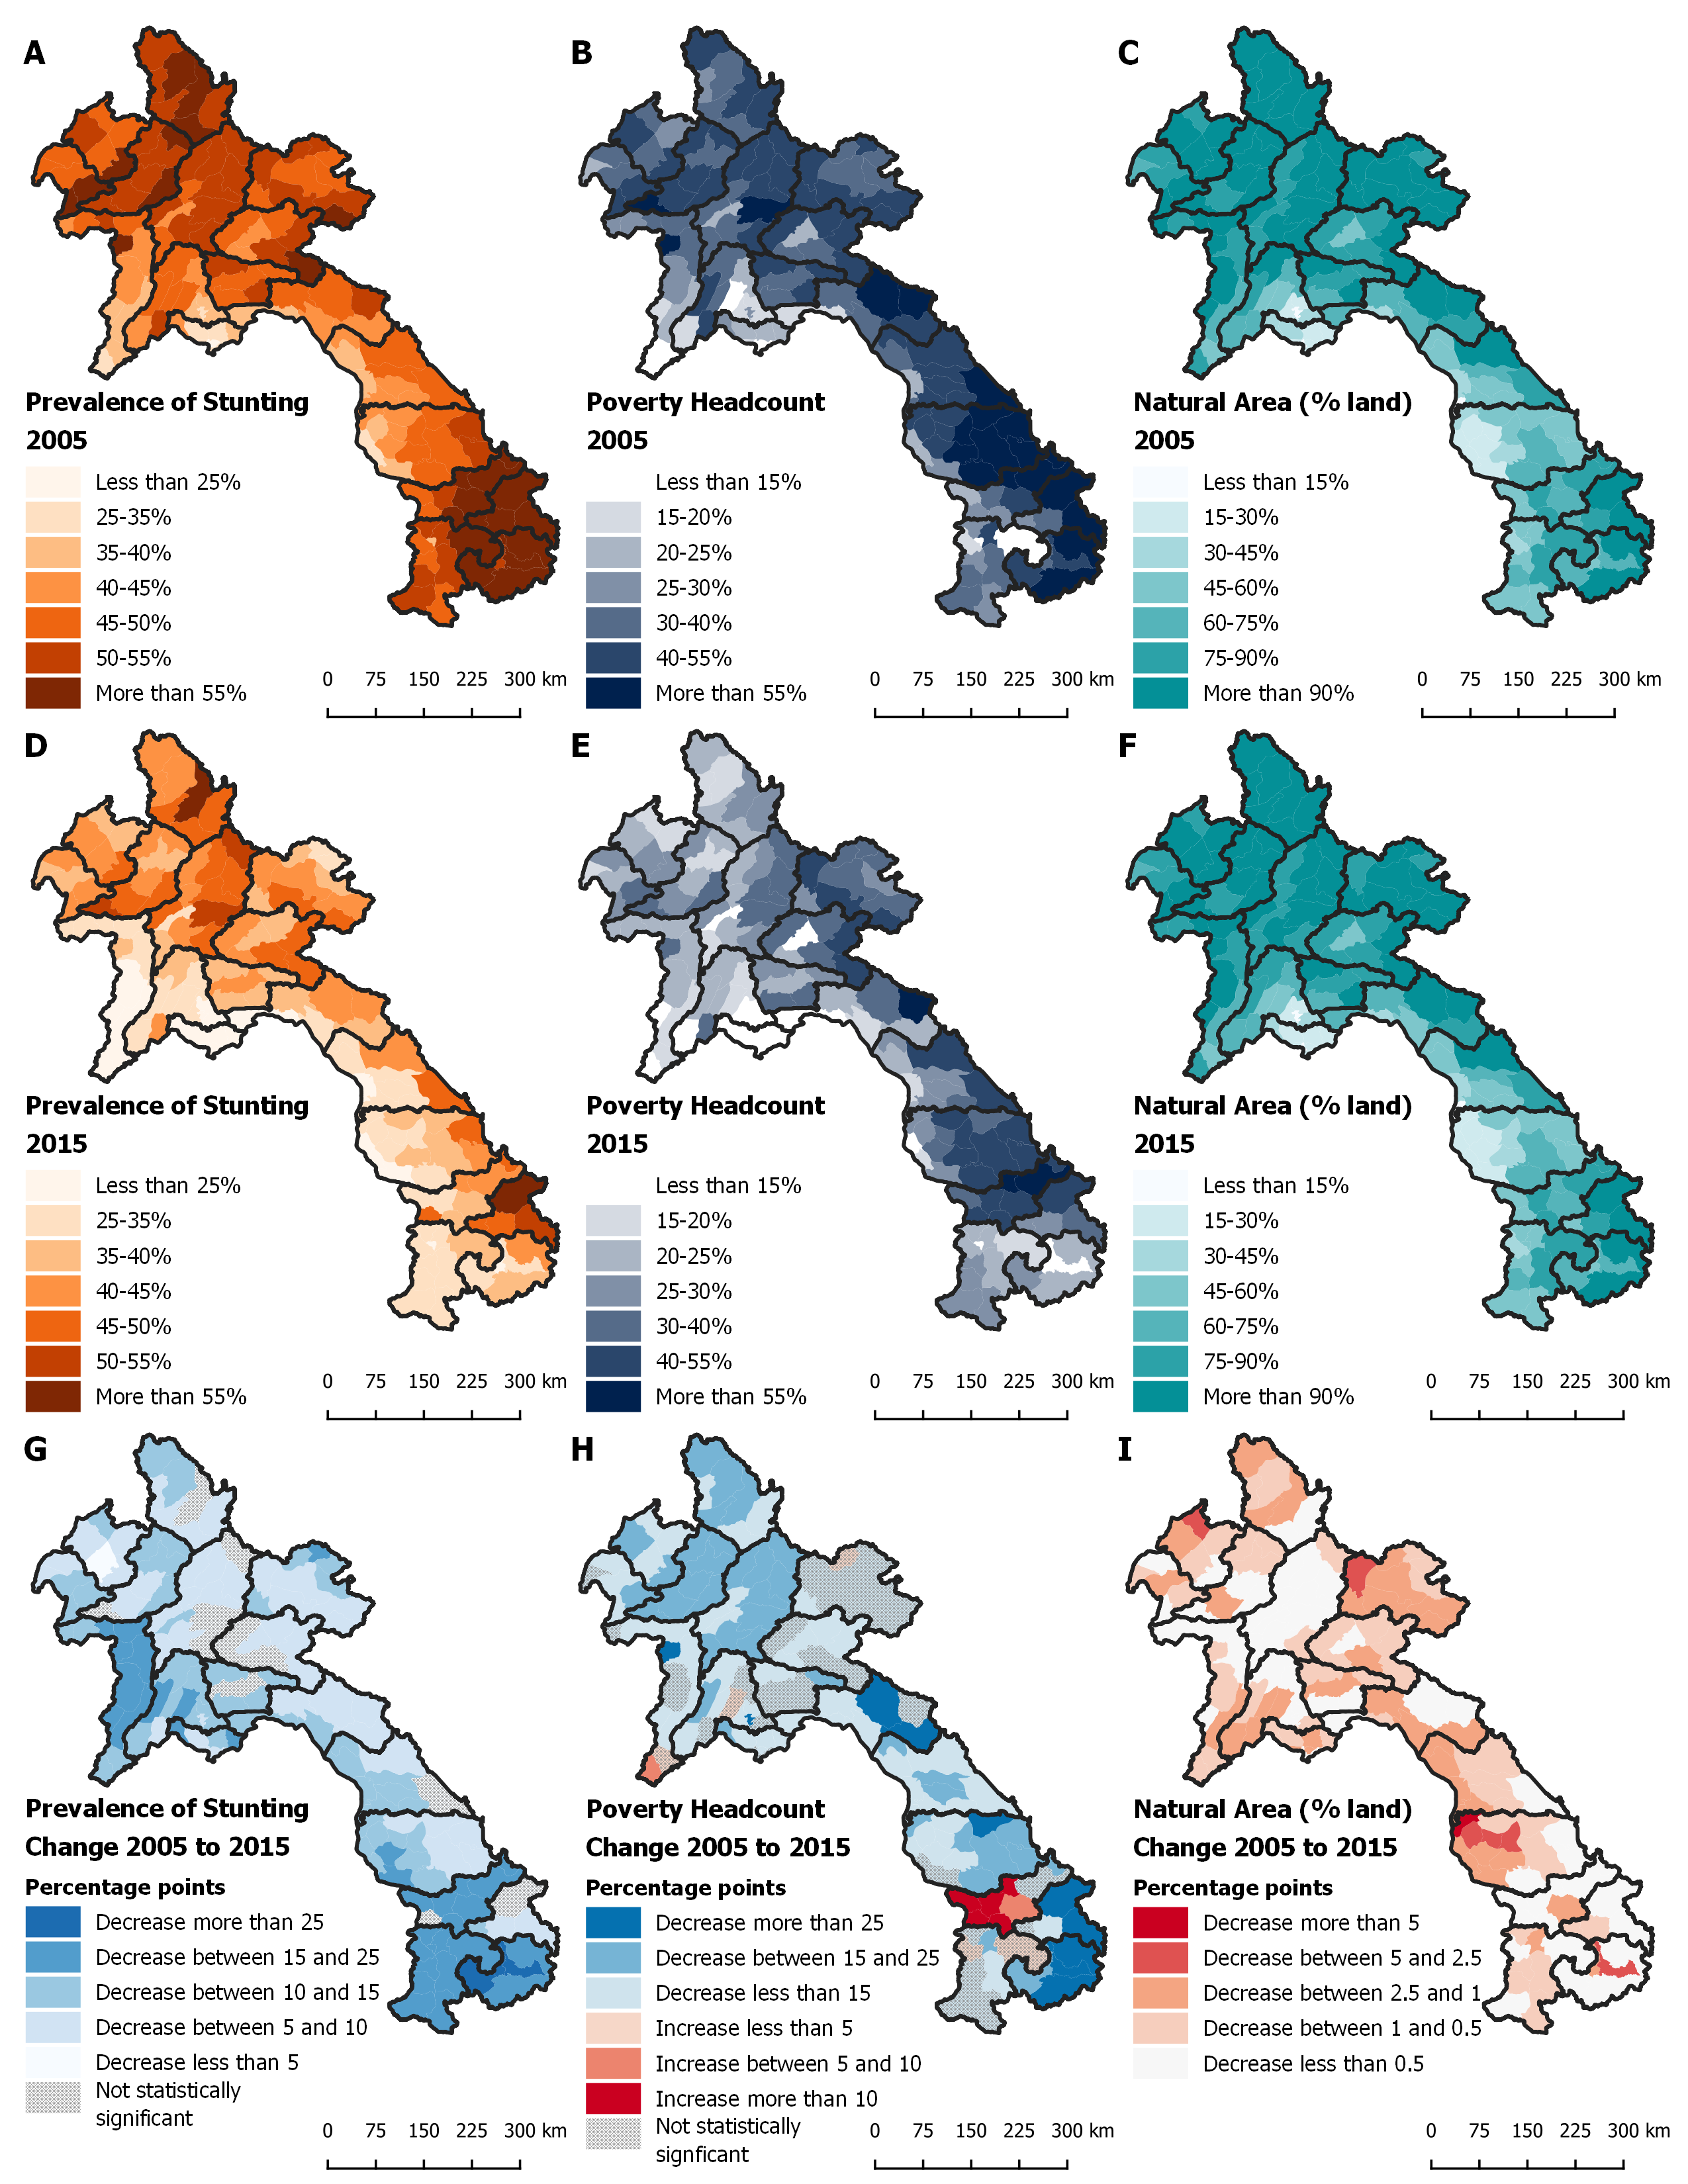 A
Prevalence of Stunting
2005
Less than 25%
25-35%
35-40%
40-45%
45-50%
50-55%
More than 55%
0 75 150 225 300 km
B
Poverty Headcount
2005
Less than 15%
15-20%
20-25%
25-30%
30-40%
40-55%
More than 55%
0 75 150 225 300 km
C
Natural Area (% land)
2005
Less than 15%
15-30%
30-45%
45-60%
60-75%
75-90%
More than 90%
0 75 150 225 300 km
D
Prevalence of Stunting
2015
Less than 25%
25-35%
35-40%
40-45%
45-50%
50-55%
More than 55%
0 75 150 225 300 km
E
Poverty Headcount
2015
Less than 15%
15-20%
20-25%
25-30%
30-40%
40-55%
More than 55%
0 75 150 225 300 km
F
Natural Area (% land)
2015
Less than 15%
15-30%
30-45%
45-60%
60-75%
75-90%
More than 90%
0 75 150 225 300 km
G
Prevalence of Stunting
Change 2005 to 2015
Percentage points
Decrease more than 25
Decrease between 15 and 25
Decrease between 10 and 15
Decrease between 5 and 10
Decrease less than 5
Not statistically
significant
0 75 150 225 300 km
H
Poverty Headcount
Change 2005 to 2015
Percentage points
Decrease more than 25
Decrease between 15 and 25
Decrease less than 15
Increase less than 5
Increase between 5 and 10
Increase more than 10
Not statistically
signficant
0 75 150 225 300 km
I
Natural Area (% land)
Change 2005 to 2015
Percentage points
Decrease more than 5
Decrease between 5 and 2.5
Decrease between 2.5 and 1
Decrease between 1 and 0.5
Decrease less than 0.5
0 75 150 225 300 km